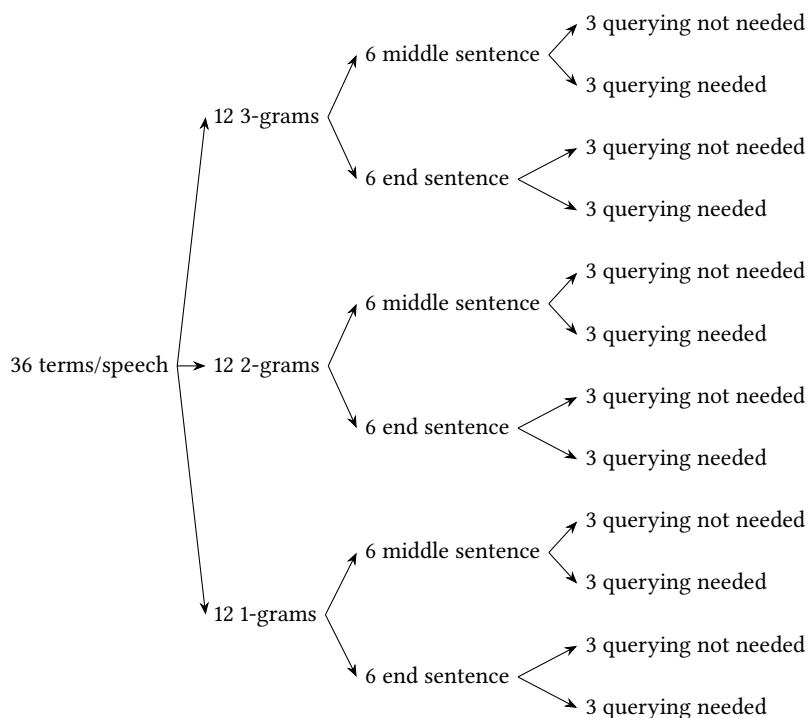 3 querying not needed
6 middle sentence
3 querying needed
12 3-grams
3 querying not needed
6 end sentence
3 querying needed
3 querying not needed
6 middle sentence
3 querying needed
36 terms/speech
12 2-grams
3 querying not needed
6 end sentence
3 querying needed
3 querying not needed
6 middle sentence
3 querying needed
12 1-grams
3 querying not needed
6 end sentence
3 querying needed